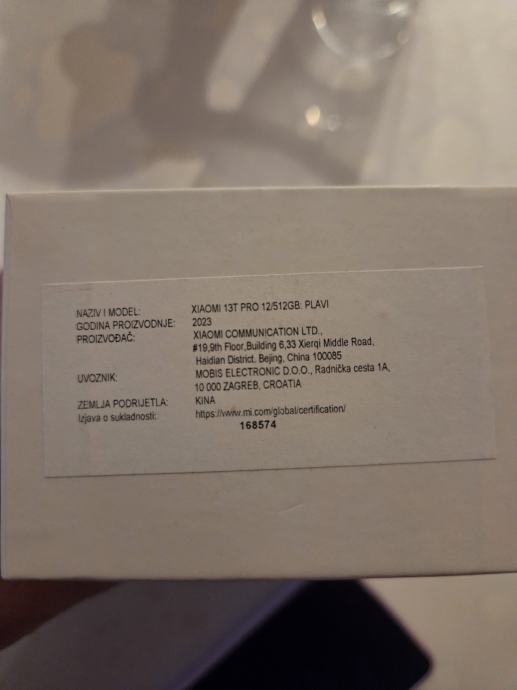 NAZIV I MODEL: XIAOMI 13T PRO 12/512GB: PLAVI
GODINA PROIZVODNJE: 2023
PROIZVOĐAČ: XIAOMI COMMUNICATION LTD.,
#19,9th Floor,Building 6,33 Xierqi Middle Road,
Haidian District, Bejing, China 100085
UVOZNIK: MOBIS ELECTRONIC D.O.O., Radnička cesta 1A,
10 000 ZAGREB, CROATIA
ZEMLJA PODRIJETLA: KINA
Izjava o sukladnosti: https://www.mi.com/global/certification/
168574